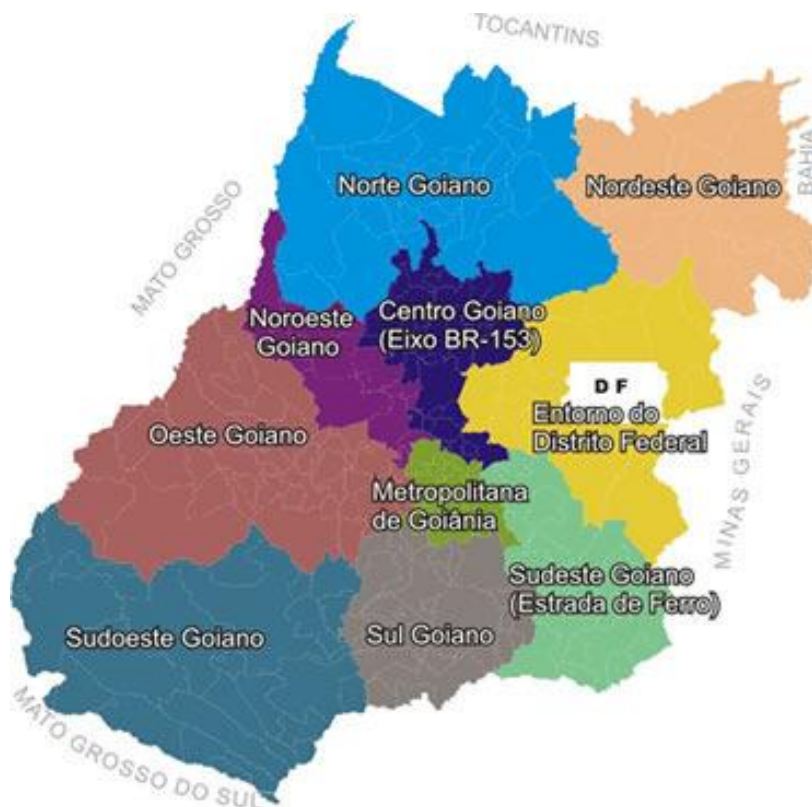 TOCANTINS
BAHIA
Norte Goiano
Nordeste Goiano
MATO GROSSO
Noroeste
Goiano
Centro Goiano
(Eixo BR-153)
D F
Entorno do
Distrito Federal
Oeste Goiano
MINAS GERAIS
Metropolitana
de Goiânia
Sudeste Goiano
(Estrada de Ferro)
Sudoeste Goiano
Sul Goiano
MATO GROSSO DO SUL